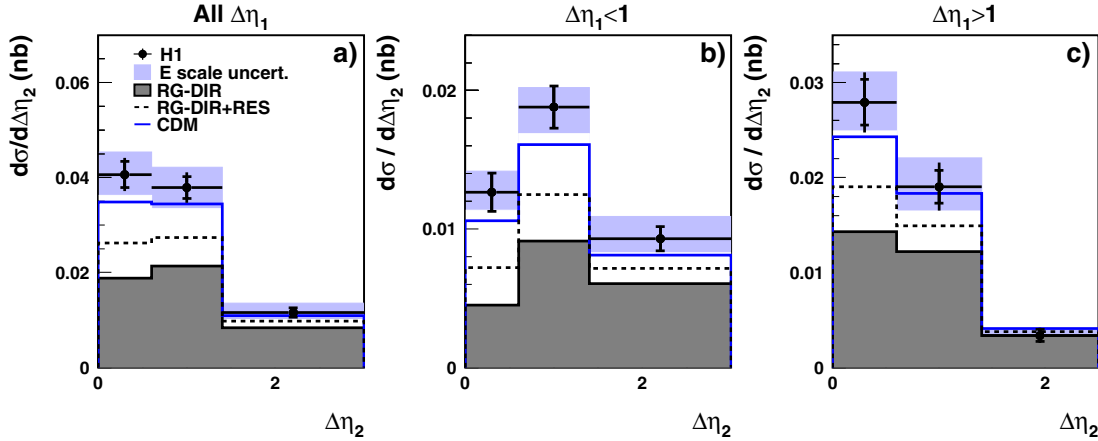 All Δη1
dσ/dΔη2 (nb)
a)
H1
E scale uncert.
RG-DIR
RG-DIR+RES
CDM
0.06
0.04
0.02
0
0
2
Δη2
Δη1<1
dσ / dΔη2 (nb)
b)
0.02
0.01
0
0
2
Δη2
Δη1>1
dσ / dΔη2 (nb)
c)
0.03
0.02
0.01
0
0
2
Δη2